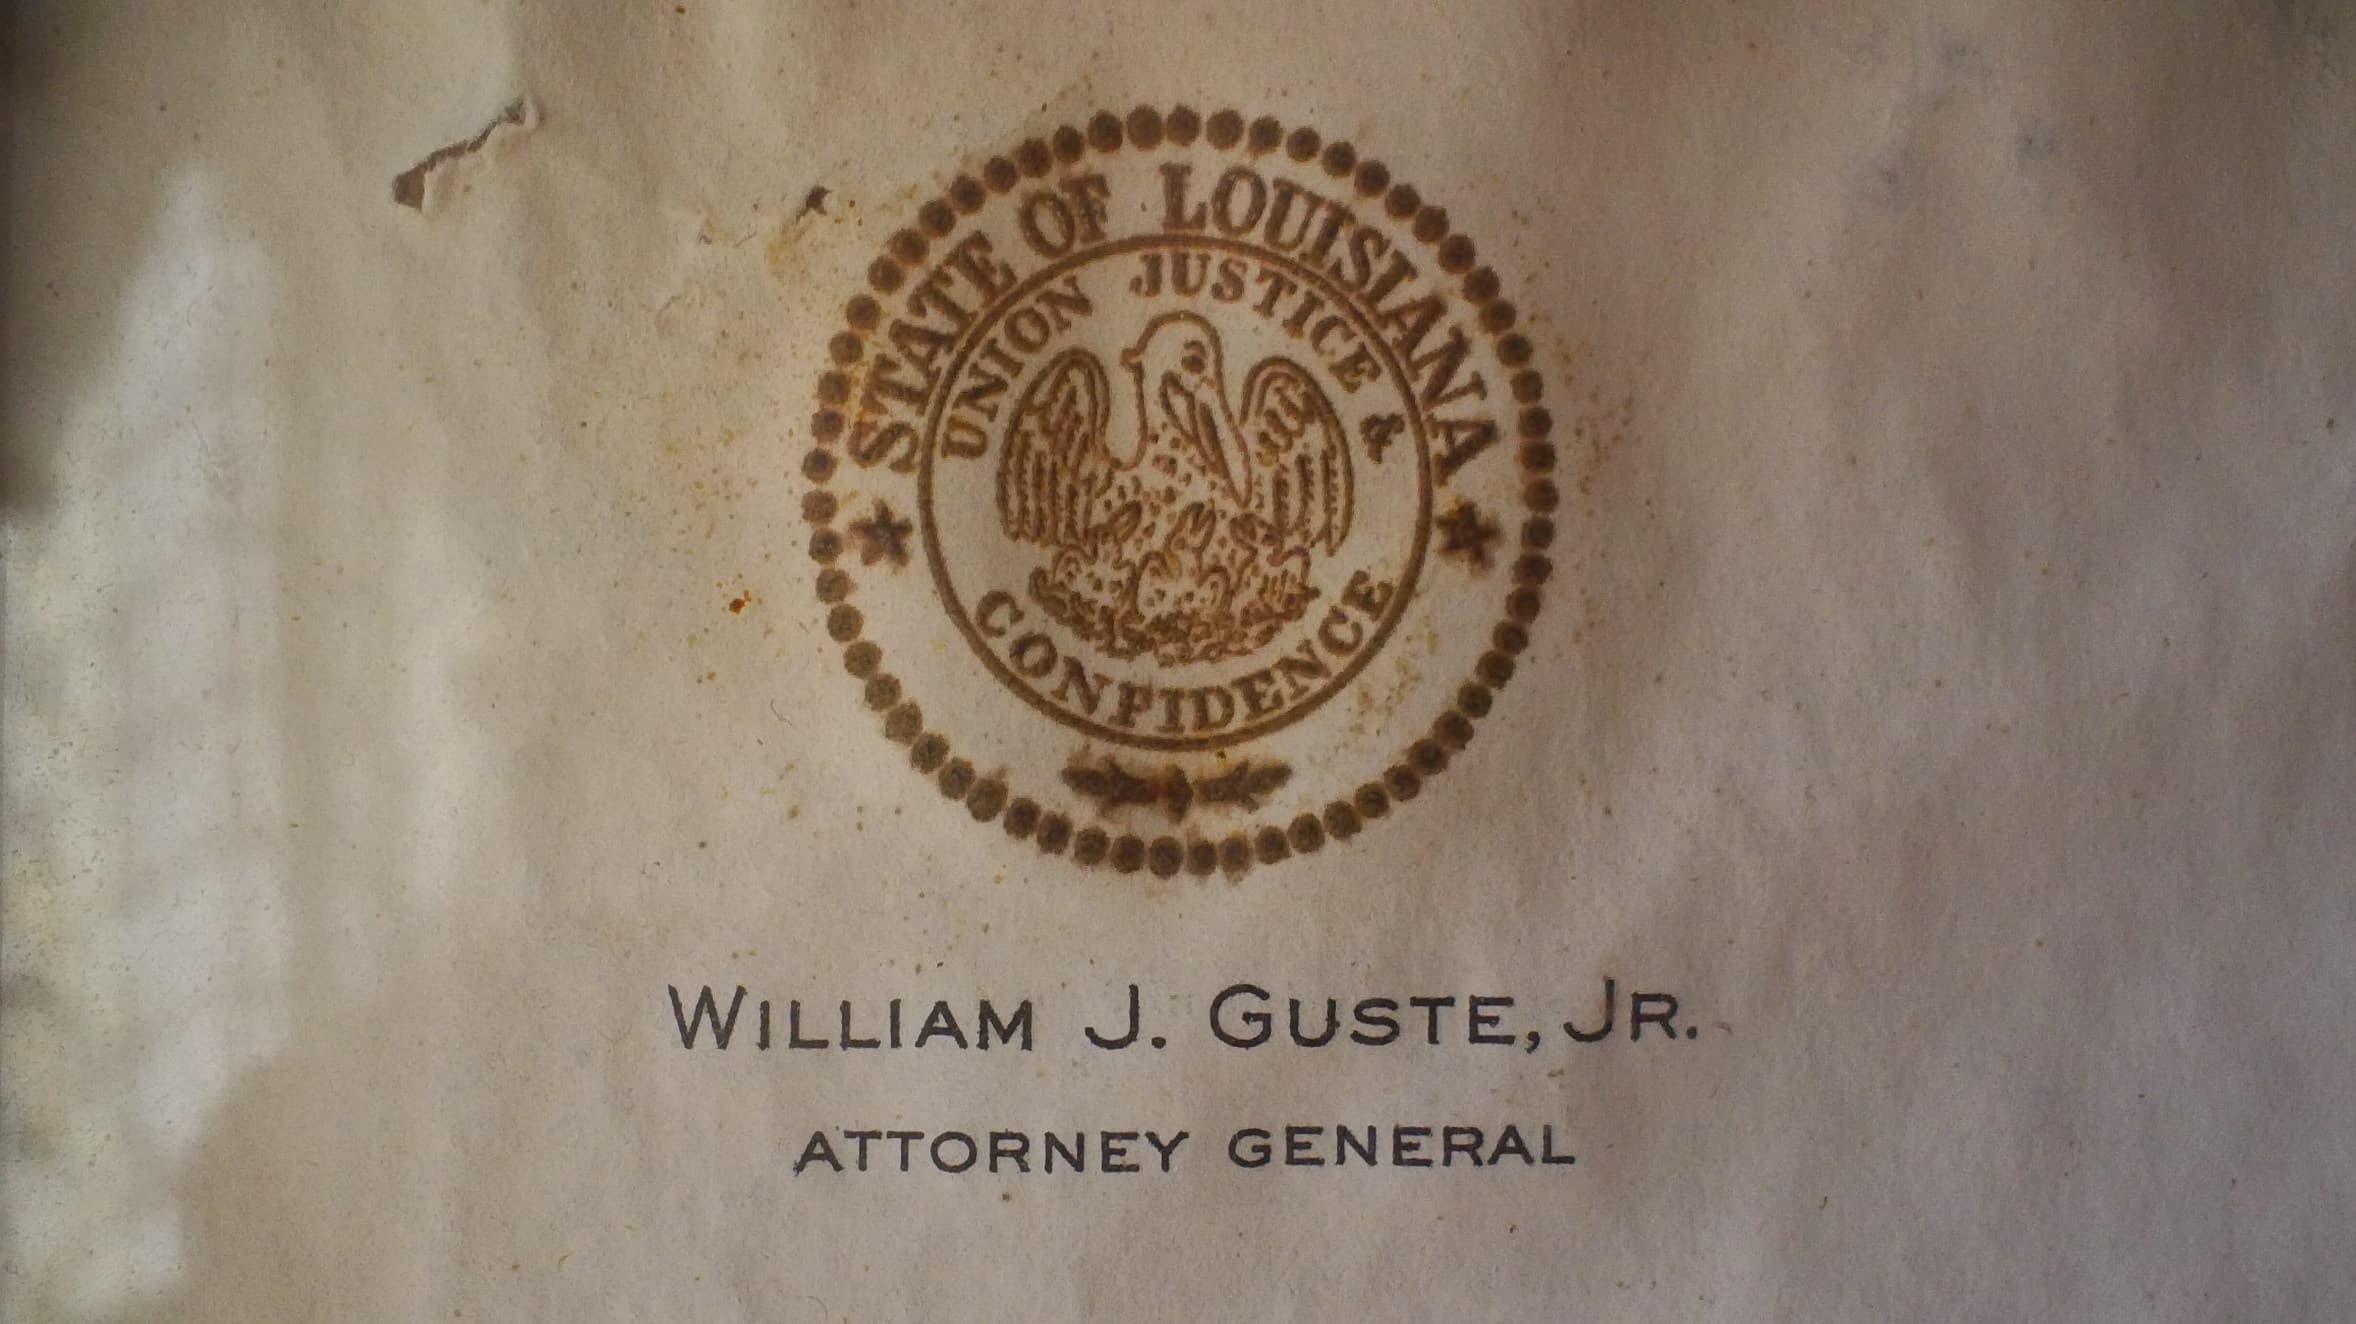 STATE OF LOUISIANA
UNION JUSTICE &
CONFIDENCE
WILLIAM J. GUSTE, JR.
ATTORNEY GENERAL